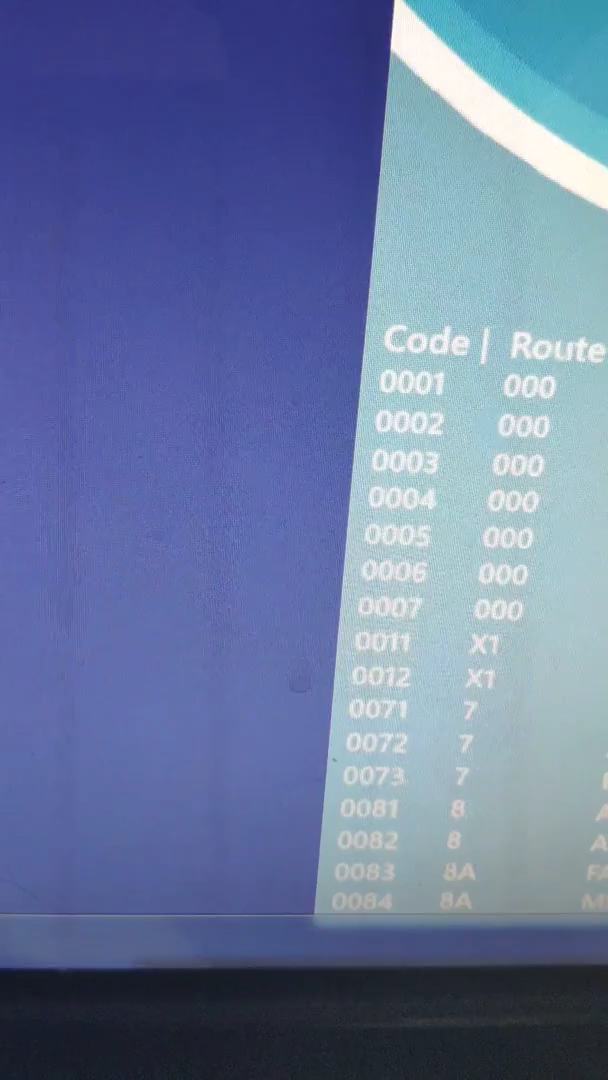 Code | Route
0001 000
0002 000
0003 000
0004 000
0005 000
0006 000
0007 000
0011 X1
0012 X1
0071 7
0072 7
0073 7
0081 8
0082 8 A
0083 8A FA
0084 8A